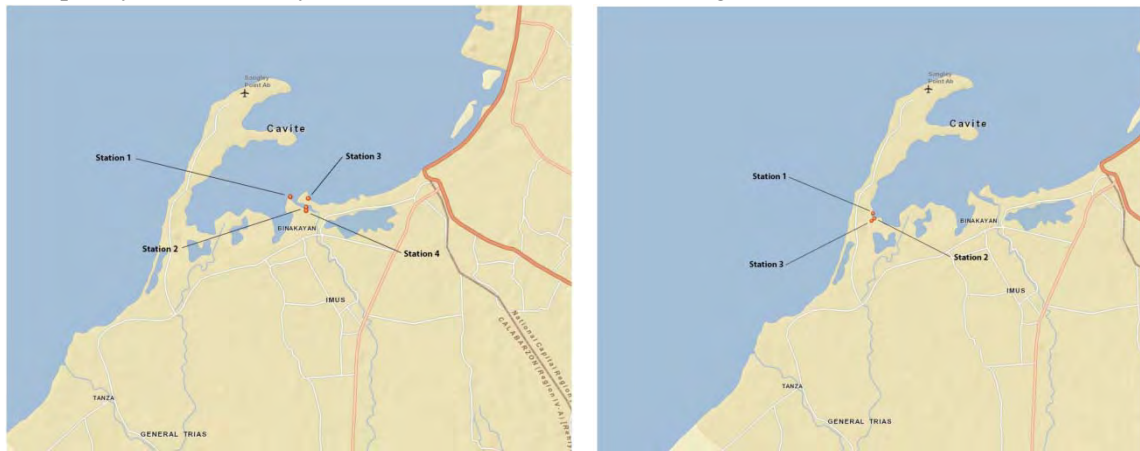 Sangley
Point Ab
Cavite
Station 1
Station 3
Station 2
BINAKAYAN
Station 4
IMUS
National Capital Region
CALABARZON [Region IV-A]
TANZA
GENERAL TRIAS
Sangley
Point Ab
Cavite
Station 1
BINAKAYAN
Station 3
Station 2
IMUS
TANZA
GENERAL TRIAS